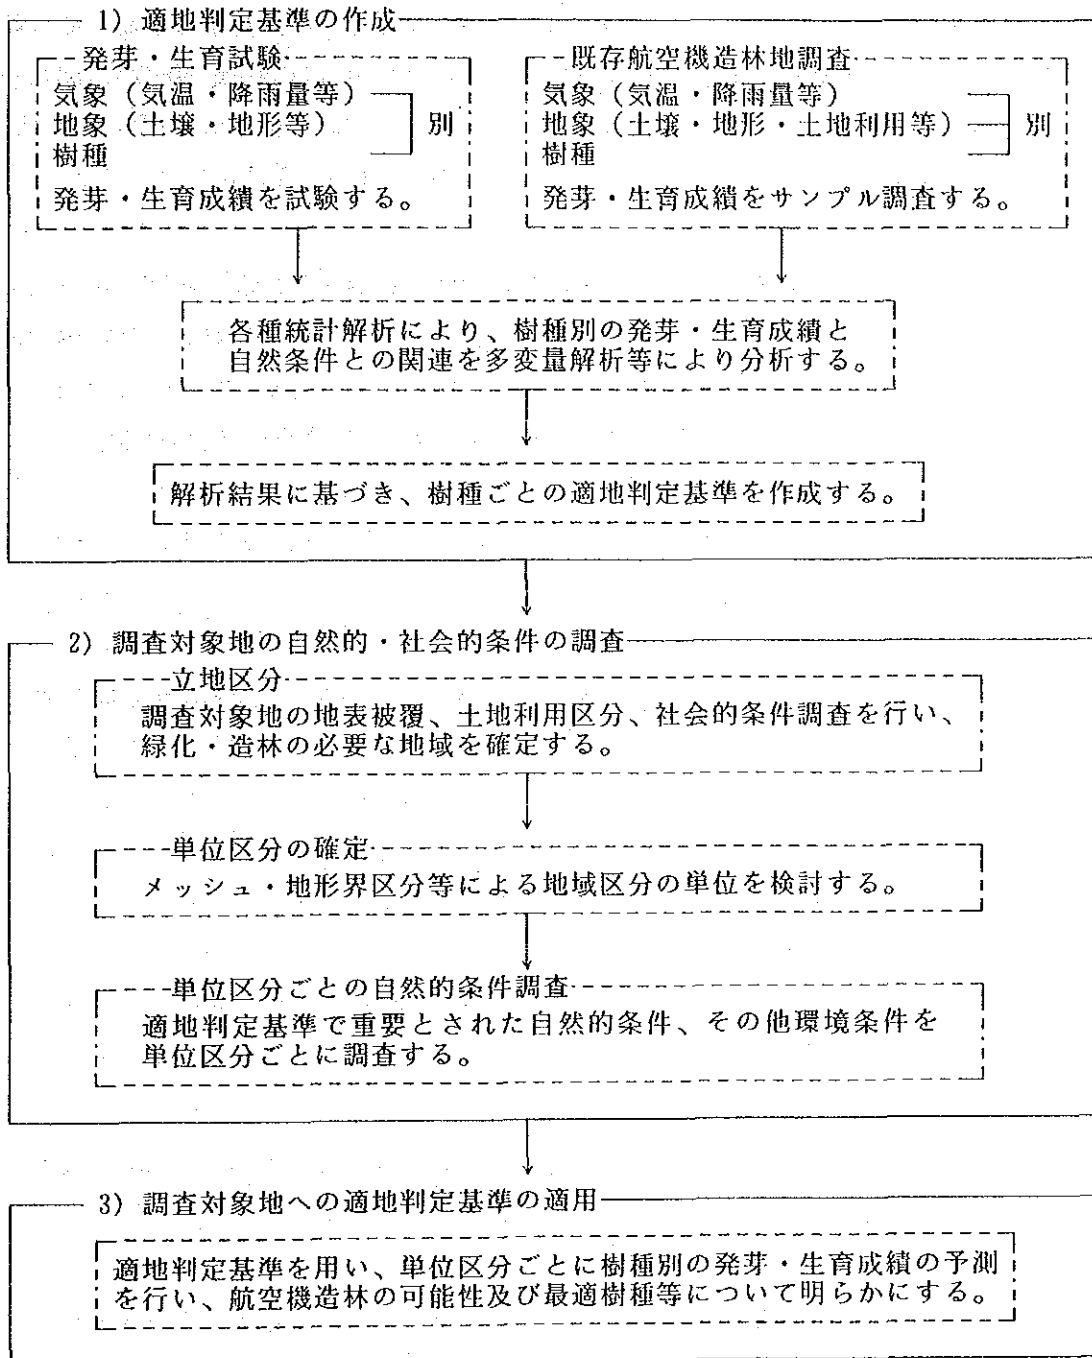 1) 適地判定基準の作成
発芽・生育試験
気象（気温・降雨量等）
地象（土壌・地形等） 別
樹種
発芽・生育成績を試験する。
既存航空機造林地調査
気象（気温・降雨量等）
地象（土壌・地形・土地利用等） 別
樹種
発芽・生育成績をサンプル調査する。
各種統計解析により、樹種別の発芽・生育成績と
自然条件との関連を多変量解析等により分析する。
解析結果に基づき、樹種ごとの適地判定基準を作成する。
2) 調査対象地の自然的・社会的条件の調査
立地区分
調査対象地の地表被覆、土地利用区分、社会的条件調査を行い、
緑化・造林の必要な地域を確定する。
単位区分の確定
メッシュ・地形界区分等による地域区分の単位を検討する。
単位区分ごとの自然的条件調査
適地判定基準で重要とされた自然的条件、その他環境条件を
単位区分ごとに調査する。
3) 調査対象地への適地判定基準の適用
適地判定基準を用い、単位区分ごとに樹種別の発芽・生育成績の予測
を行い、航空機造林の可能性及び最適樹種等について明らかにする。